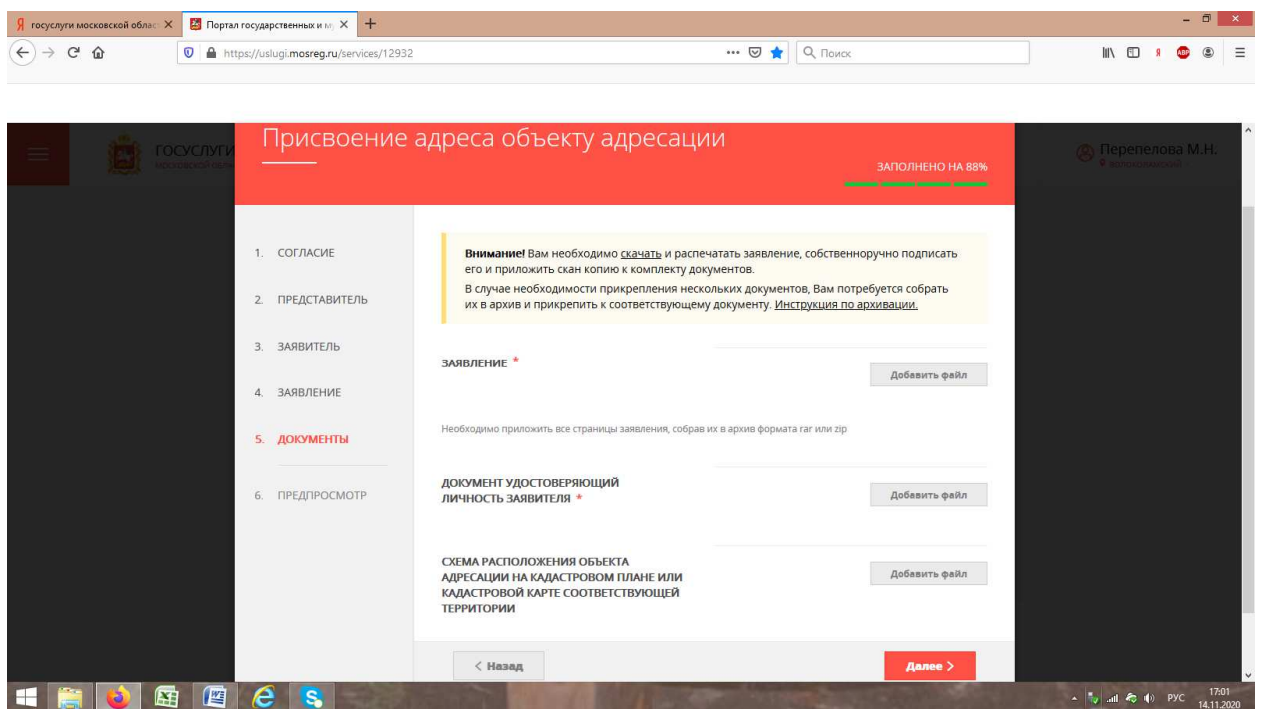 Я госуслуги московской облас
Портал государственных и му
https://uslugi.mosreg.ru/services/12932
Поиск
ABP
ГОСУСЛУГИ
Присвоение адреса объекту адресации
ЗАПОЛНЕНО НА 88%
Перепелова М.Н.
волоколамский
1. СОГЛАСИЕ
2. ПРЕДСТАВИТЕЛЬ
3. ЗАЯВИТЕЛЬ
4. ЗАЯВЛЕНИЕ
5. ДОКУМЕНТЫ
6. ПРЕДПРОСМОТР
Внимание! Вам необходимо скачать и распечатать заявление, собственноручно подписать
его и приложить скан копию к комплекту документов.
В случае необходимости прикрепления нескольких документов, Вам потребуется собрать
их в архив и прикрепить к соответствующему документу. Инструкция по архивации.
ЗАЯВЛЕНИЕ *
Добавить файл
Необходимо приложить все страницы заявления, собрав их в архив формата rar или zip
ДОКУМЕНТ УДОСТОВЕРЯЮЩИЙ
ЛИЧНОСТЬ ЗАЯВИТЕЛЯ *
Добавить файл
СХЕМА РАСПОЛОЖЕНИЯ ОБЪЕКТА
АДРЕСАЦИИ НА КАДАСТРОВОМ ПЛАНЕ ИЛИ
КАДАСТРОВОЙ КАРТЕ СООТВЕТСТВУЮЩЕЙ
ТЕРРИТОРИИ
Добавить файл
< Назад
Далее >
РУС
17:01
14.11.2020